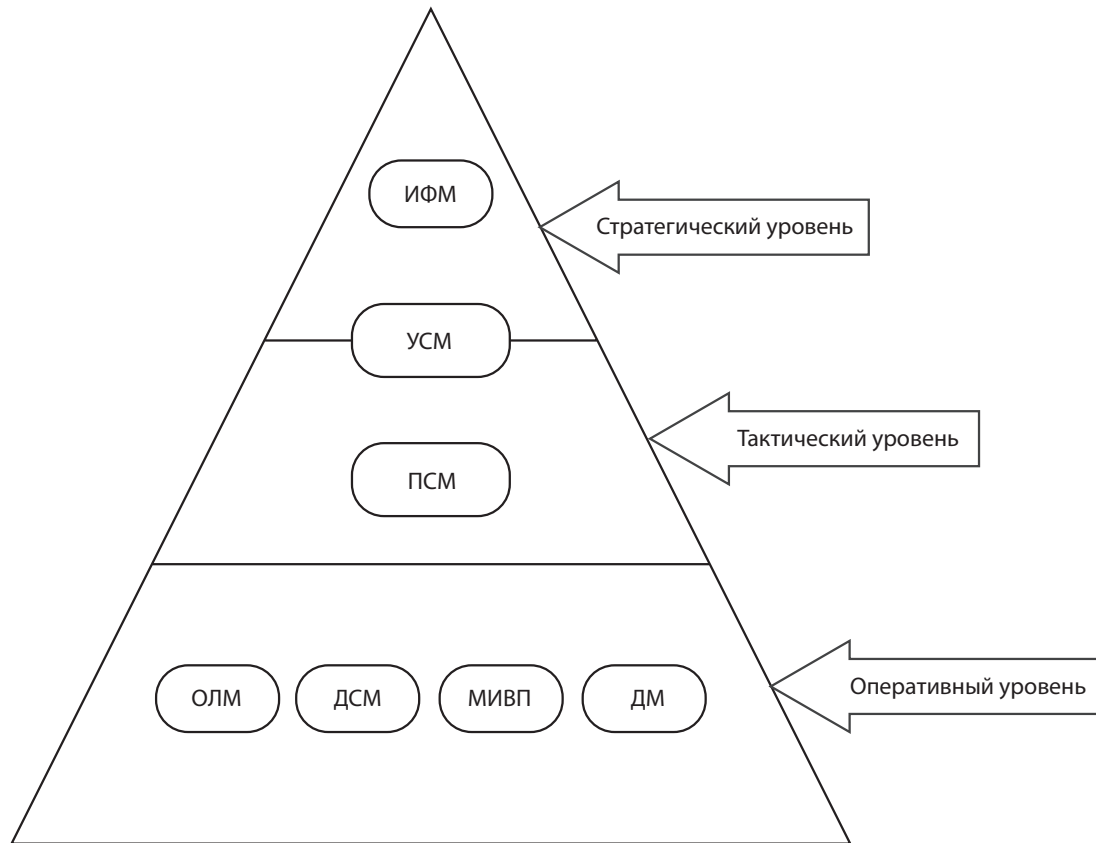 ИФМ
Стратегический уровень
УСМ
Тактический уровень
ПСМ
ОЛМ
ДСМ
МИВП
ДМ
Оперативный уровень